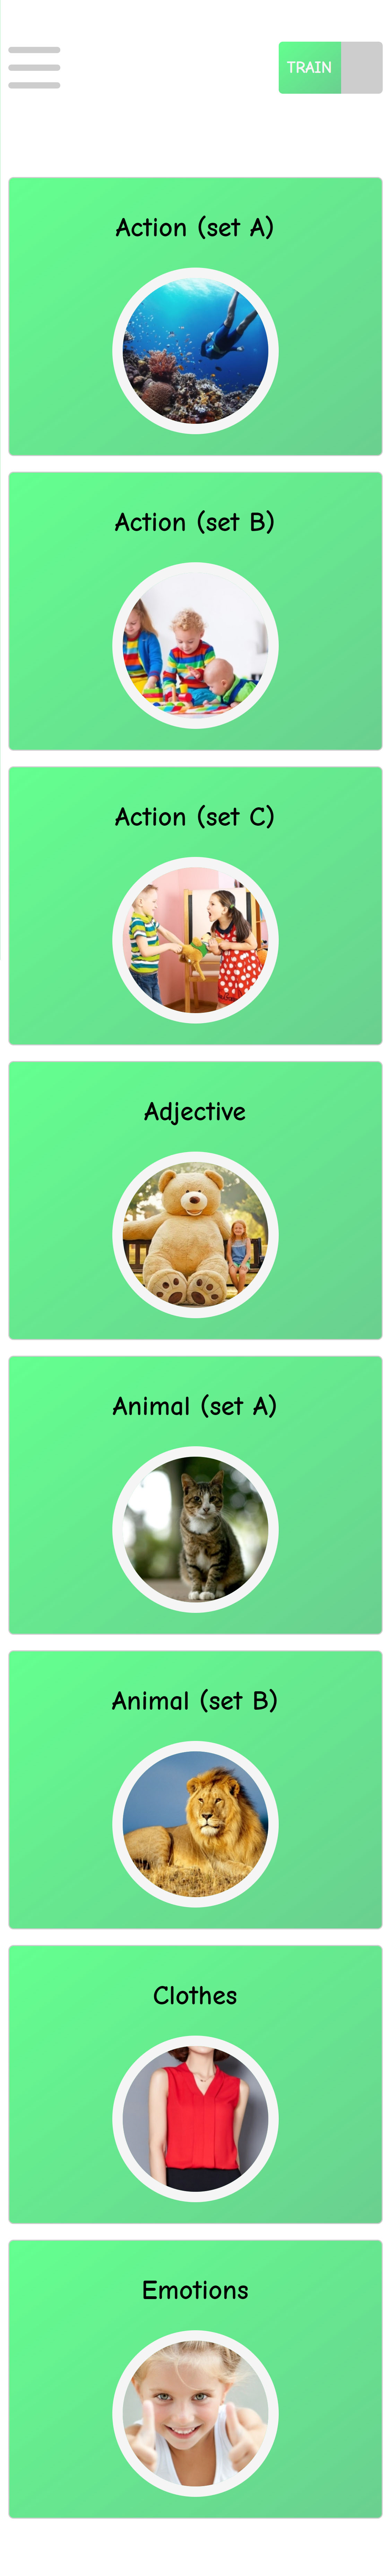 TRAIN
Action (set A)
Action (set B)
Action (set C)
Adjective
Animal (set A)
Animal (set B)
Clothes
Emotions